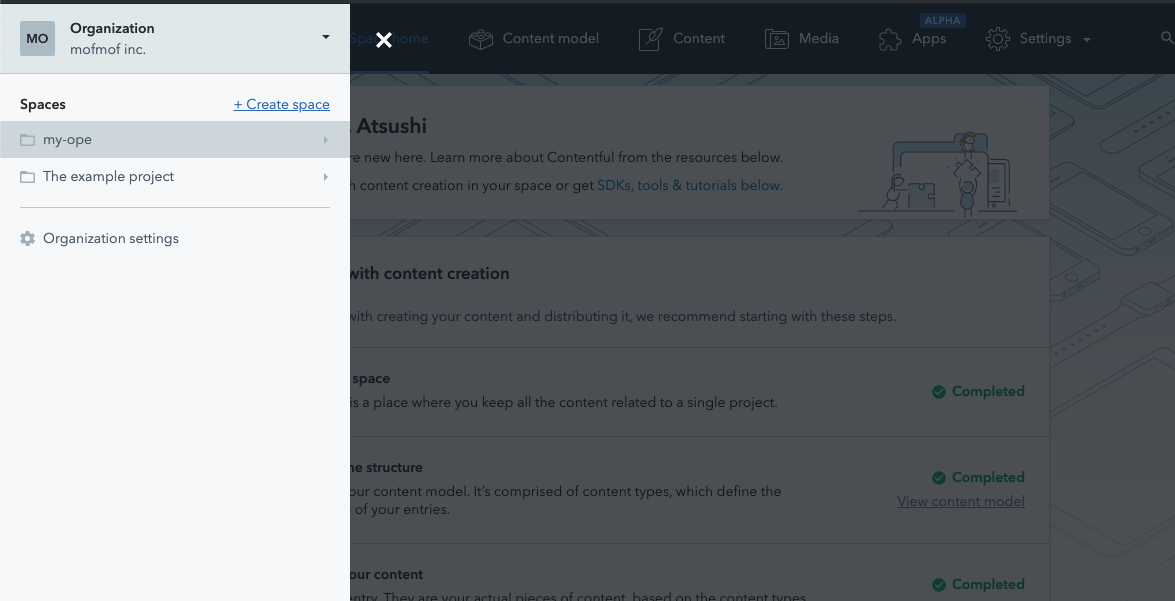 MO
Organization
mofmof inc.
Spaces
+ Create space
my-ope
The example project
Organization settings
Space home
Content model
Content
Media
ALPHA
Apps
Settings
, Atsushi
re new here. Learn more about Contentful from the resources below.
n content creation in your space or get SDKs, tools & tutorials below.
with content creation
with creating your content and distributing it, we recommend starting with these steps.
space
is a place where you keep all the content related to a single project.
Completed
he structure
our content model. It's comprised of content types, which define the
of your entries.
Completed
View content model
our content
entry. They are your actual pieces of content, based on the content types
Completed